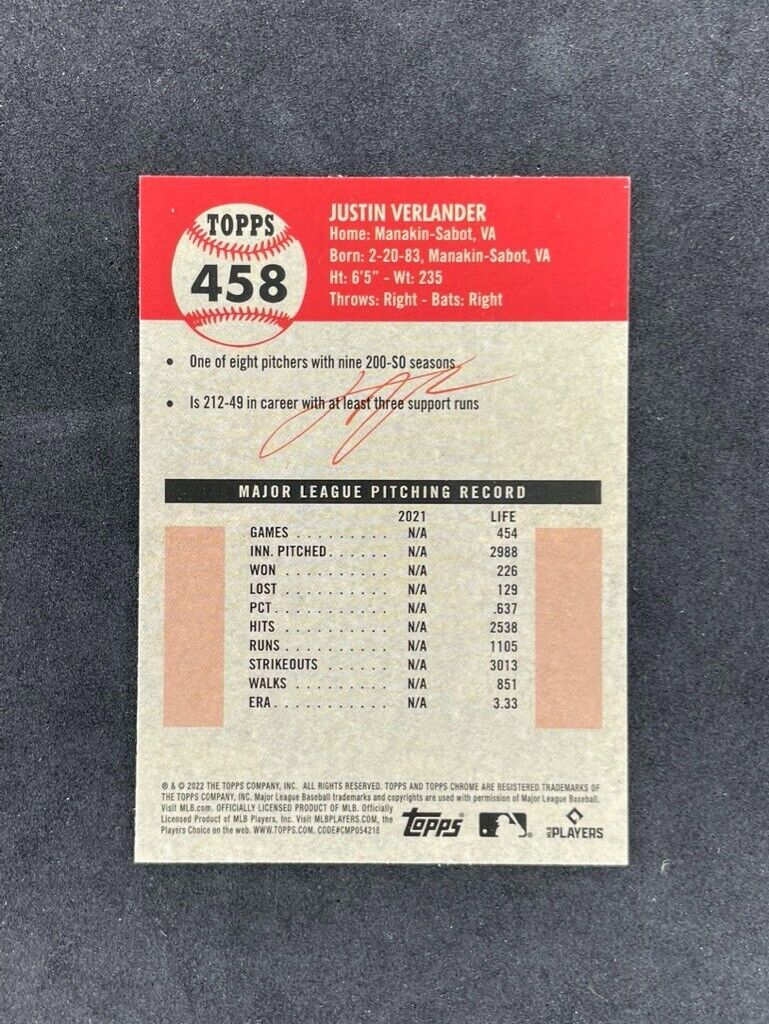 TOPPS
458
JUSTIN VERLANDER
Home: Manakin-Sabot, VA
Born: 2-20-83, Manakin-Sabot, VA
Ht: 6'5" - Wt: 235
Throws: Right - Bats: Right
• One of eight pitchers with nine 200-SO seasons
• Is 212-49 in career with at least three support runs
MAJOR LEAGUE PITCHING RECORD
2021 LIFE
GAMES . . . . . . . . . N/A 454
INN. PITCHED . . . . . . N/A 2988
WON . . . . . . . . . . N/A 226
LOST . . . . . . . . . . N/A 129
PCT . . . . . . . . . . . N/A .637
HITS . . . . . . . . . . N/A 2538
RUNS . . . . . . . . . . N/A 1105
STRIKEOUTS . . . . . . . N/A 3013
WALKS . . . . . . . . . N/A 851
ERA . . . . . . . . . . . N/A 3.33
® & © 2022 THE TOPPS COMPANY, INC. ALL RIGHTS RESERVED. TOPPS AND TOPPS CHROME ARE REGISTERED TRADEMARKS OF
THE TOPPS COMPANY, INC. Major League Baseball trademarks and copyrights are used with permission of Major League Baseball.
Visit MLB.com. OFFICIALLY LICENSED PRODUCT OF MLB. Officially
Licensed Product of MLB Players, Inc. Visit MLBPLAYERS.COM, the
Players Choice on the web. WWW.TOPPS.COM. CODE#CMP054218
Topps®
MLB PLAYERS